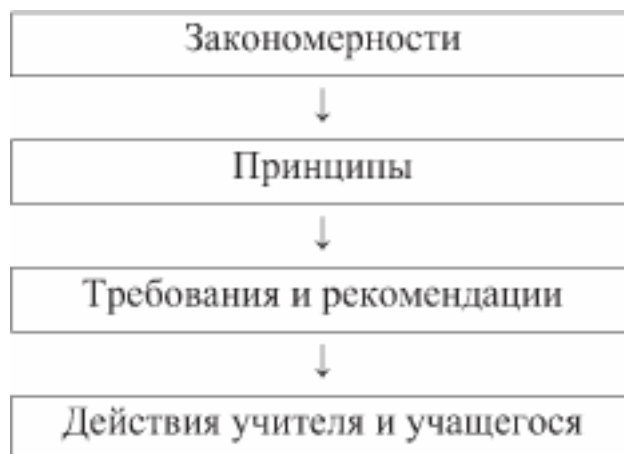 Закономерности
↓
Принципы
↓
Требования и рекомендации
↓
Действия учителя и учащегося